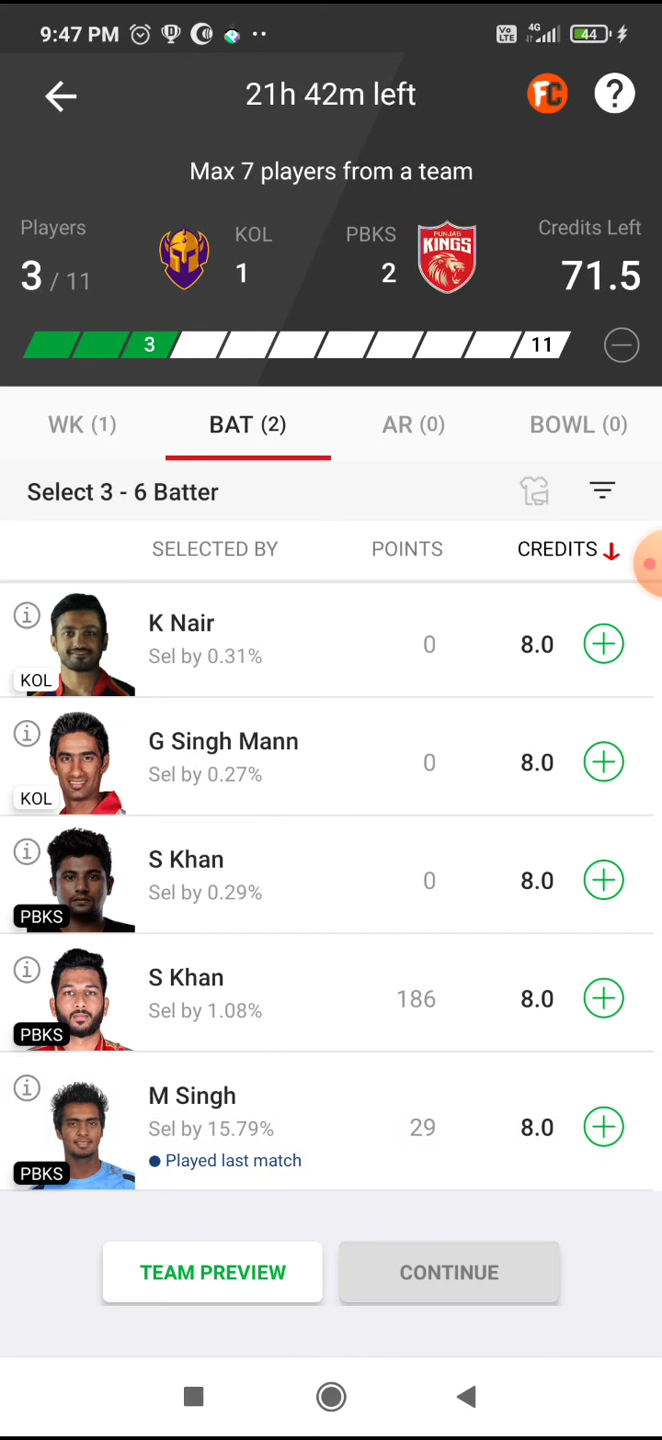 9:47 PM
Vo LTE 4G 44
21h 42m left
FC ?
Max 7 players from a team
Players KOL PBKS Credits Left
PUNJAB KINGS
3 / 11 1 2 71.5
3 11
WK (1) BAT (2) AR (0) BOWL (0)
Select 3 - 6 Batter
SELECTED BY POINTS CREDITS
i K Nair
Sel by 0.31% 0 8.0
KOL
i G Singh Mann
Sel by 0.27% 0 8.0
KOL
i S Khan
Sel by 0.29% 0 8.0
PBKS
i S Khan
Sel by 1.08% 186 8.0
PBKS
i M Singh
Sel by 15.79% 29 8.0
Played last match
PBKS
TEAM PREVIEW CONTINUE